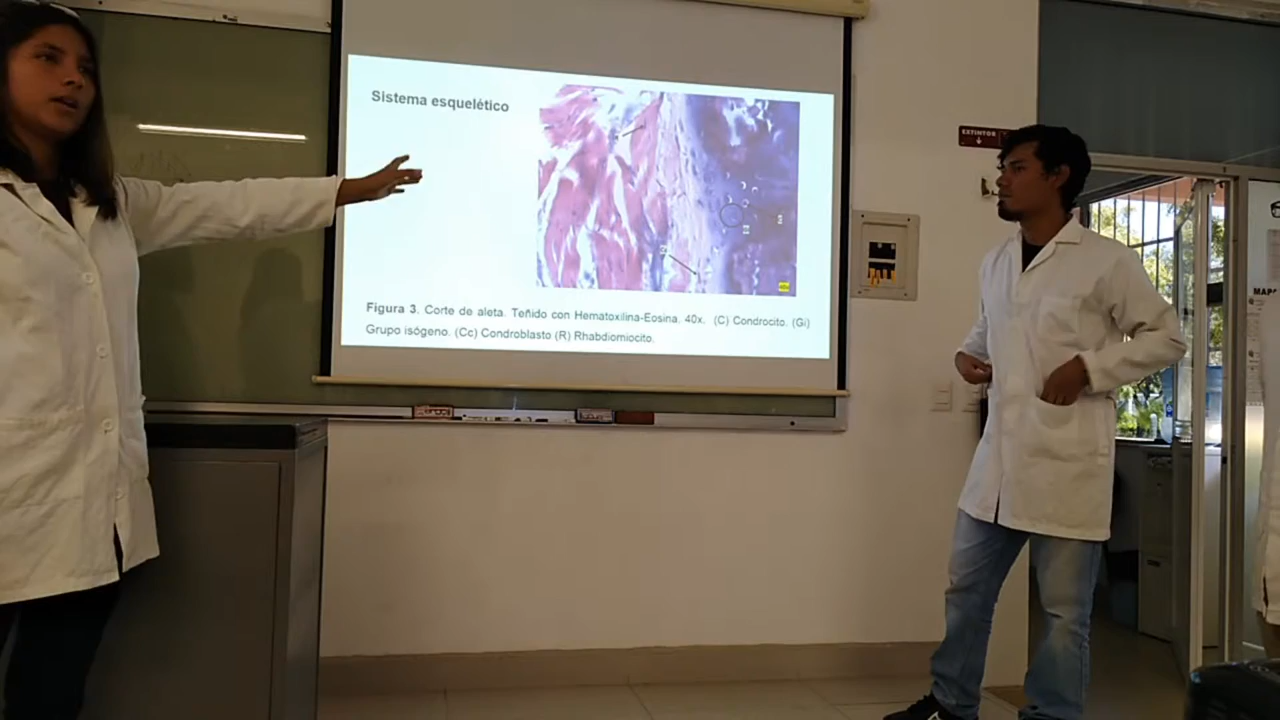 Sistema esquelético
Figura 3. Corte de aleta. Teñido con Hematoxilina-Eosina. 40x. (C) Condrocito. (Gi)
Grupo isógeno. (Cc) Condroblasto (R) Rhabdiomiocito.
EXTINTOR